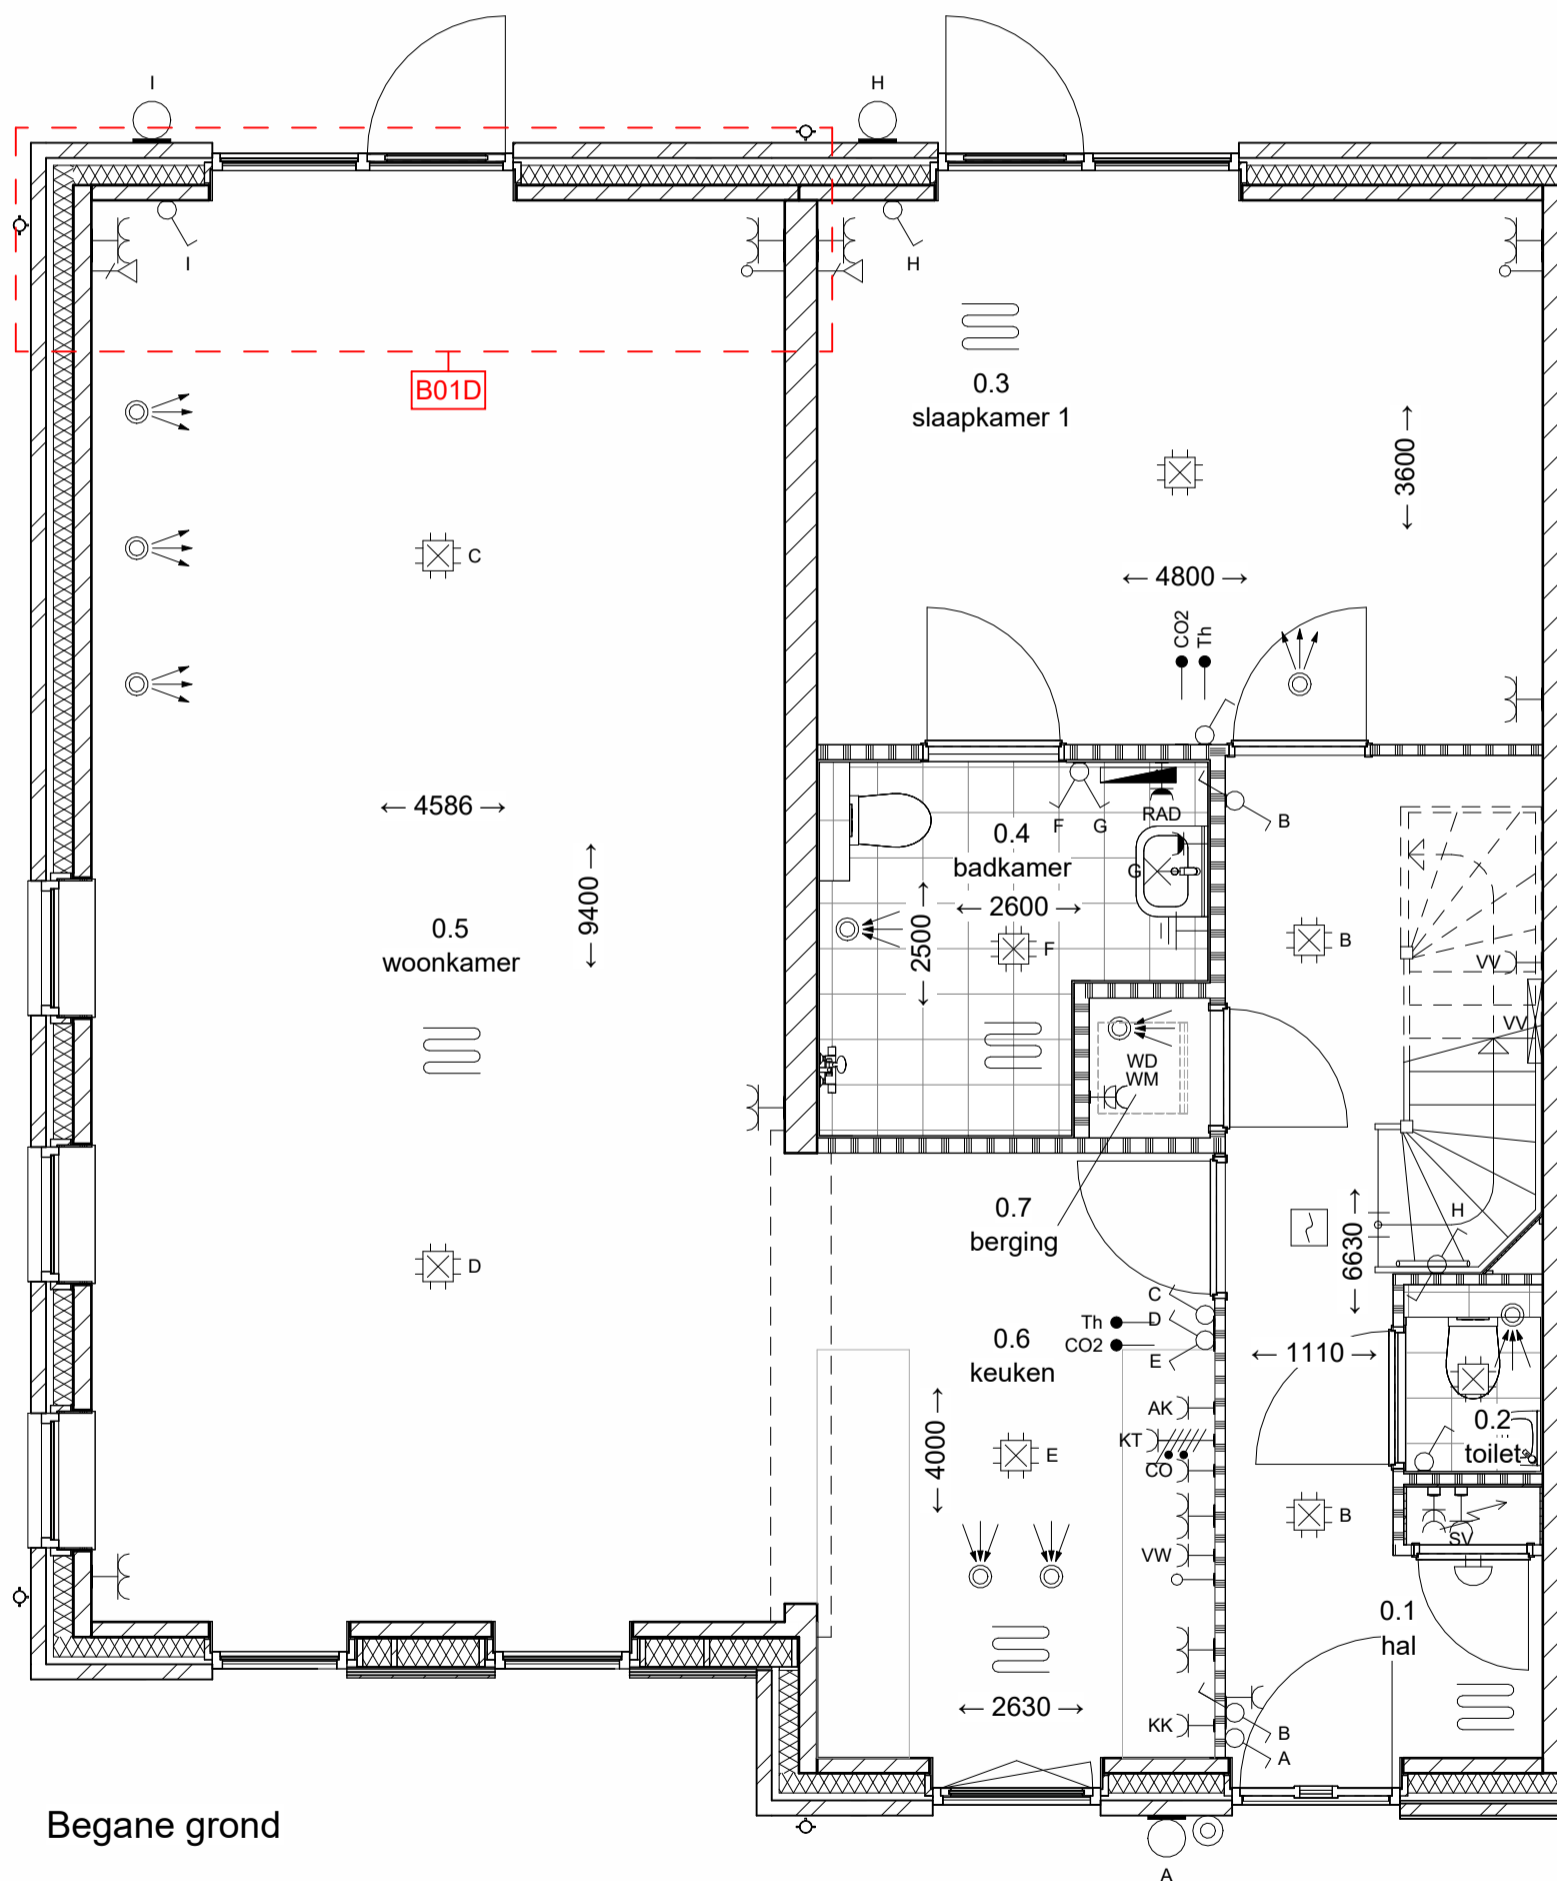 I
H
I
H
B01D
0.3
slaapkamer 1
← 3600 →
C
← 4800 →
CO2
Th
← 4586 →
F
G
RAD
B
0.4
badkamer
G
← 9400 →
← 2600 →
← 2500 →
0.5
woonkamer
F
B
VV
VV
WD
WM
0.7
berging
H
← 6630 →
D
C
D
E
Th
CO2
0.6
keuken
← 1110 →
AK
KT
CO
← 4000 →
E
0.2
toilet
B
SV
VW
0.1
hal
← 2630 →
KK
B
A
Begane grond
A